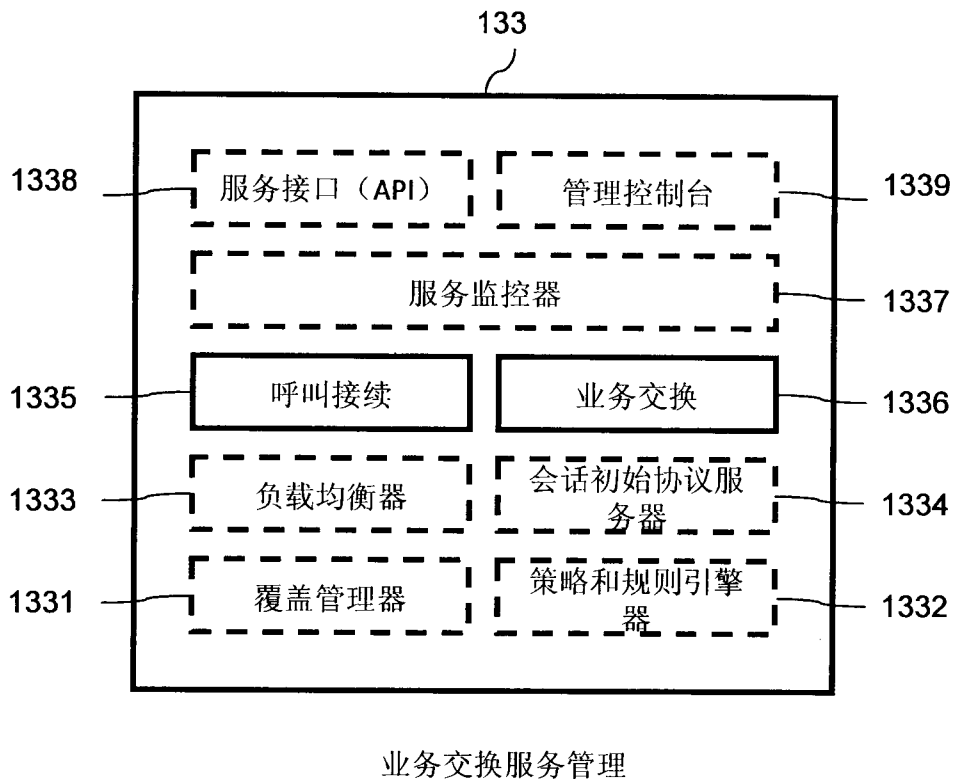 133
1338
服务接口（API）
管理控制台
1339
服务监控器
1337
1335
呼叫接续
业务交换
1336
1333
负载均衡器
会话初始协议服
务器
1334
1331
覆盖管理器
策略和规则引擎
器
1332
业务交换服务管理